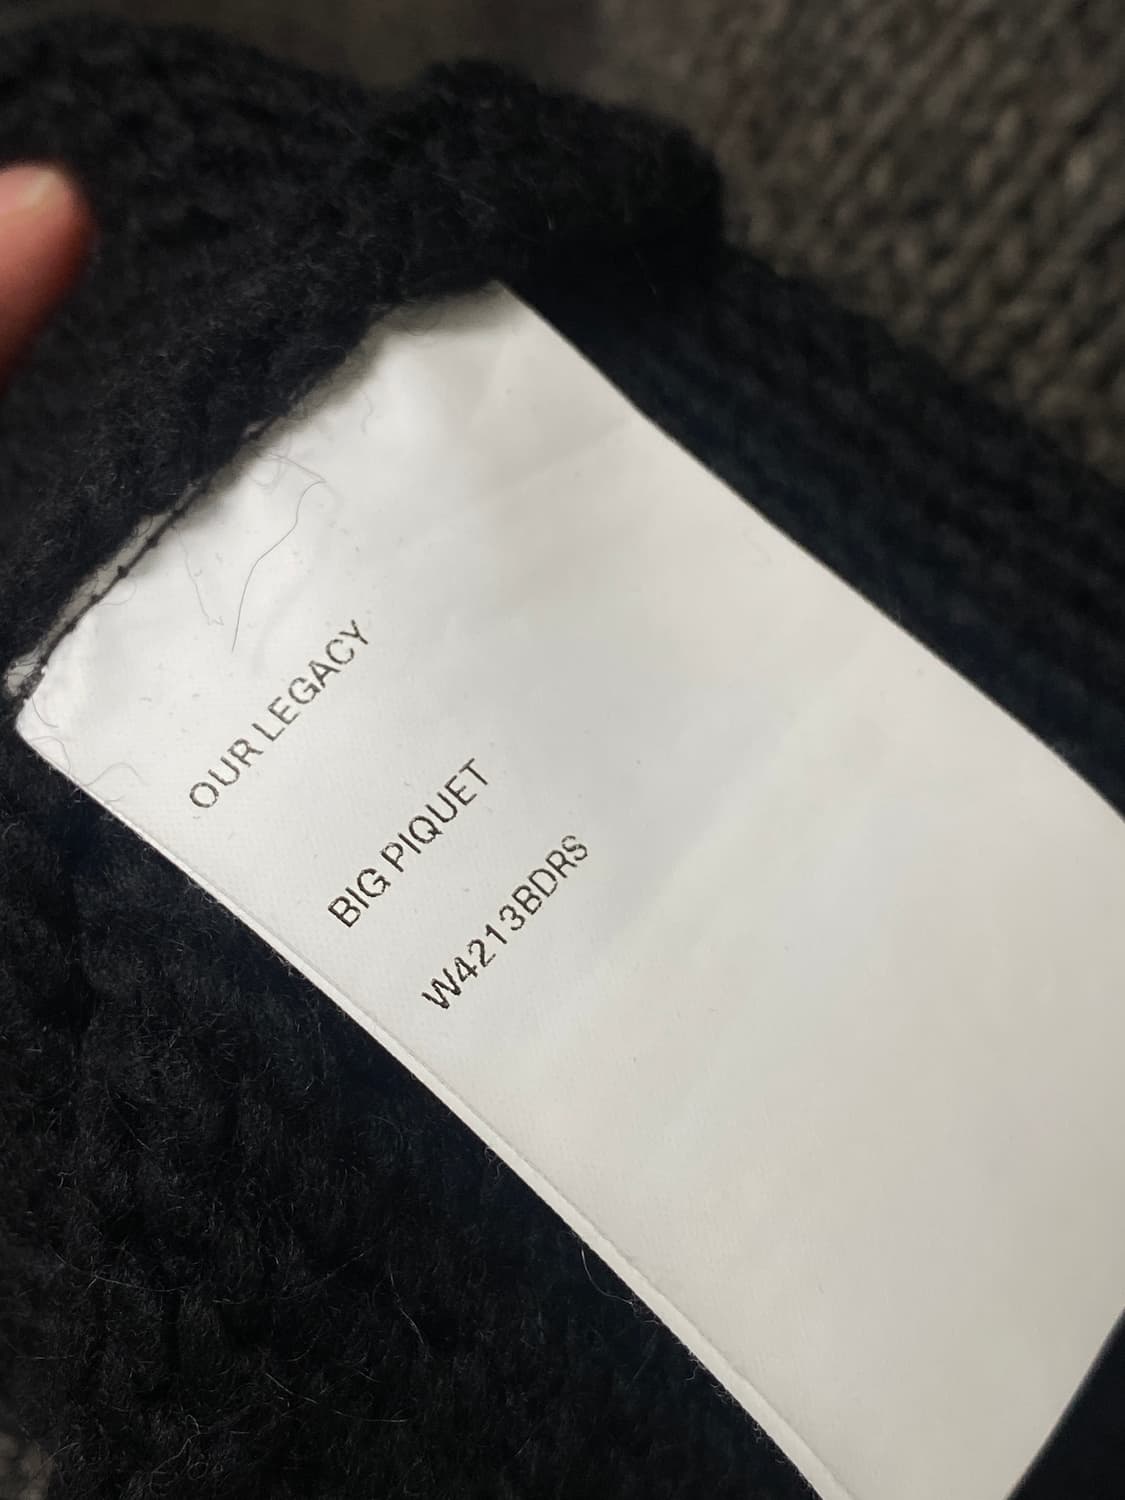 OUR LEGACY
BIG PIQUET
W4213BDRS